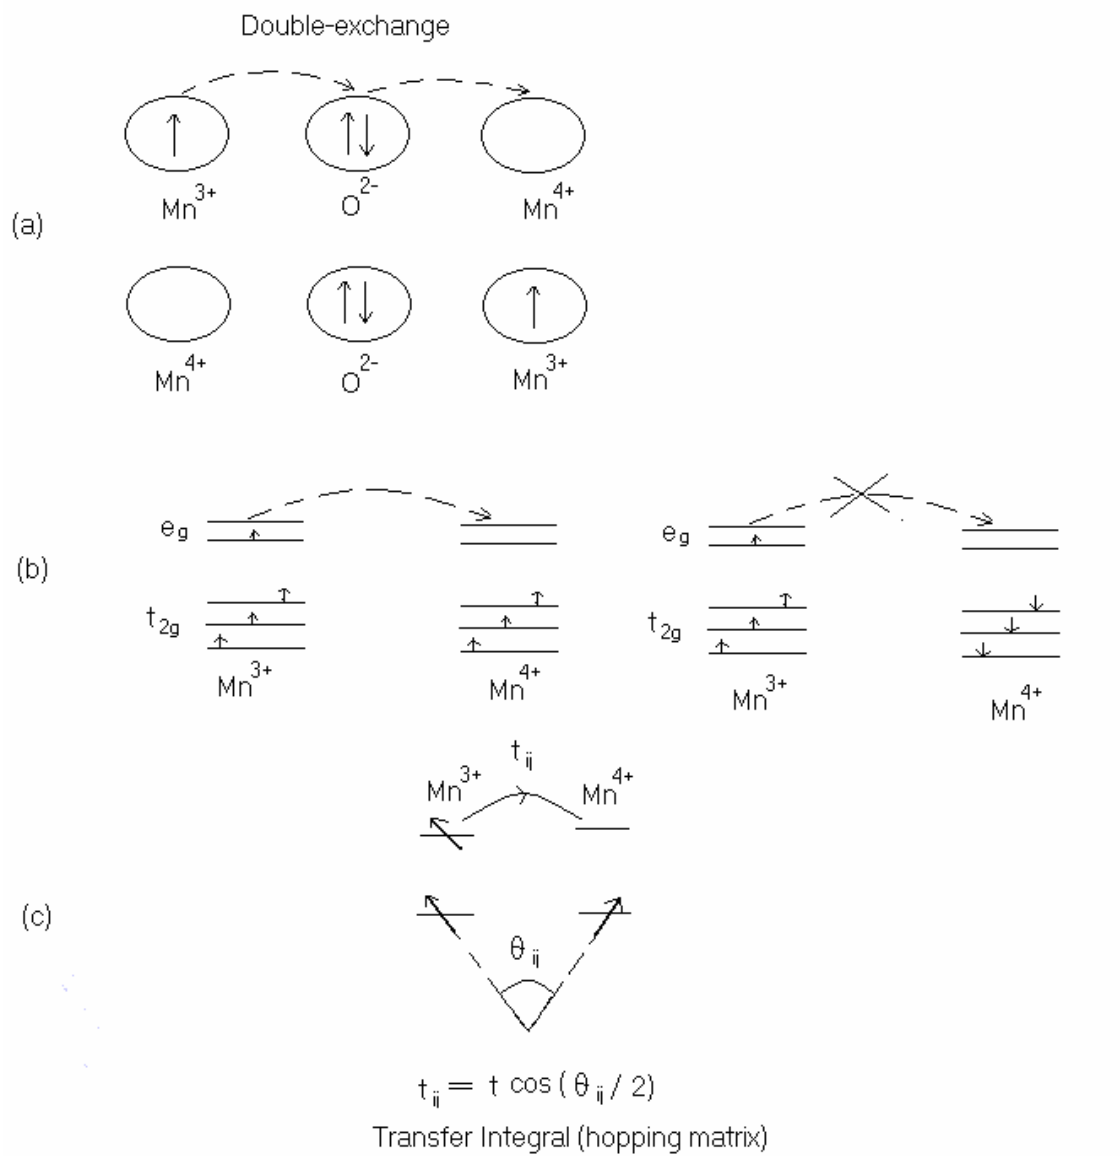 Double-exchange
Mn3+ O2- Mn4+
(a)
Mn4+ O2- Mn3+
eg eg
(b)
t2g t2g
Mn3+ Mn4+ Mn3+ Mn4+
tij
Mn3+ Mn4+
(c)
θij
tij = t cos(θij / 2)
Transfer Integral (hopping matrix)